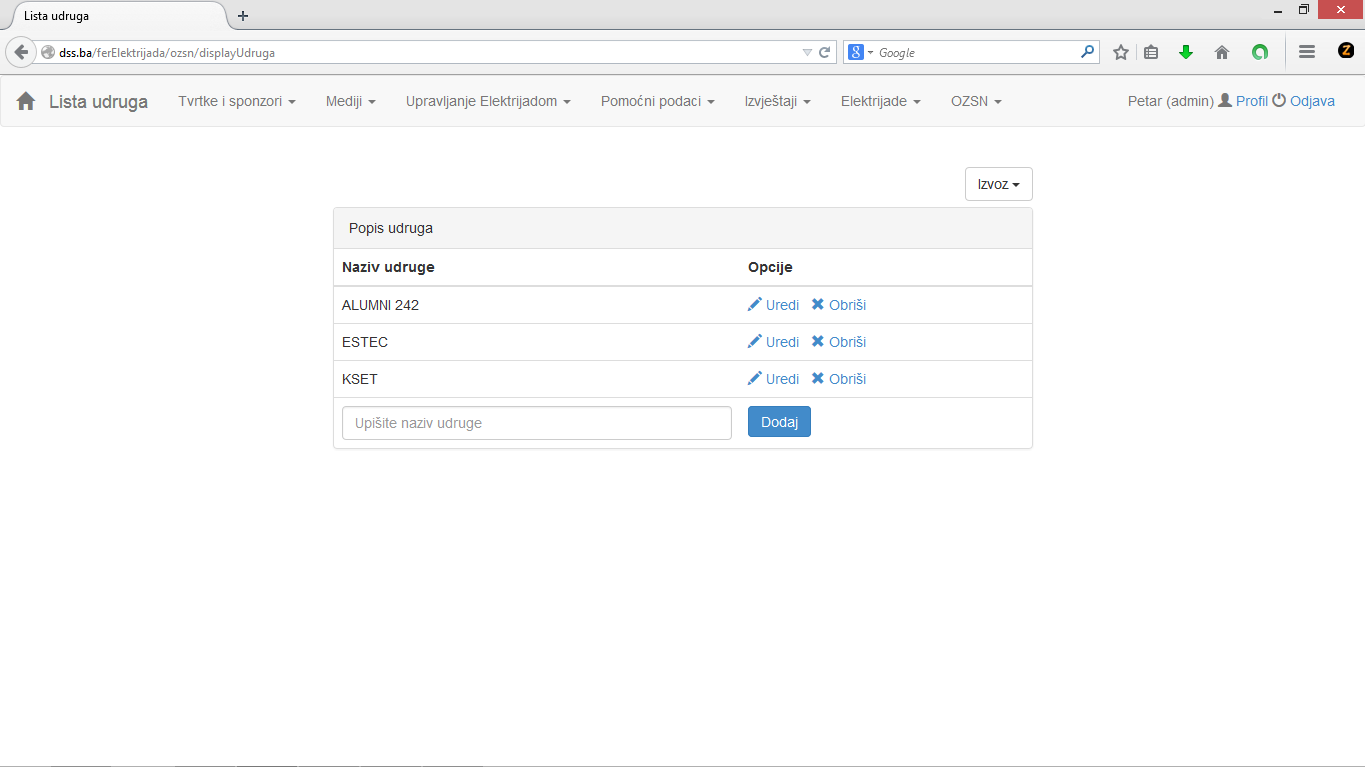 Lista udruga
dss.ba/ferElektrijada/ozsn/displayUdruga
Google
Lista udruga Tvrtke i sponzori Mediji Upravljanje Elektrijadom Pomoćni podaci Izvještaji Elektrijade OZSN Petar (admin) Profil Odjava
Izvoz
Popis udruga
Naziv udruge Opcije
ALUMNI 242 Uredi Obriši
ESTEC Uredi Obriši
KSET Uredi Obriši
Upišite naziv udruge Dodaj